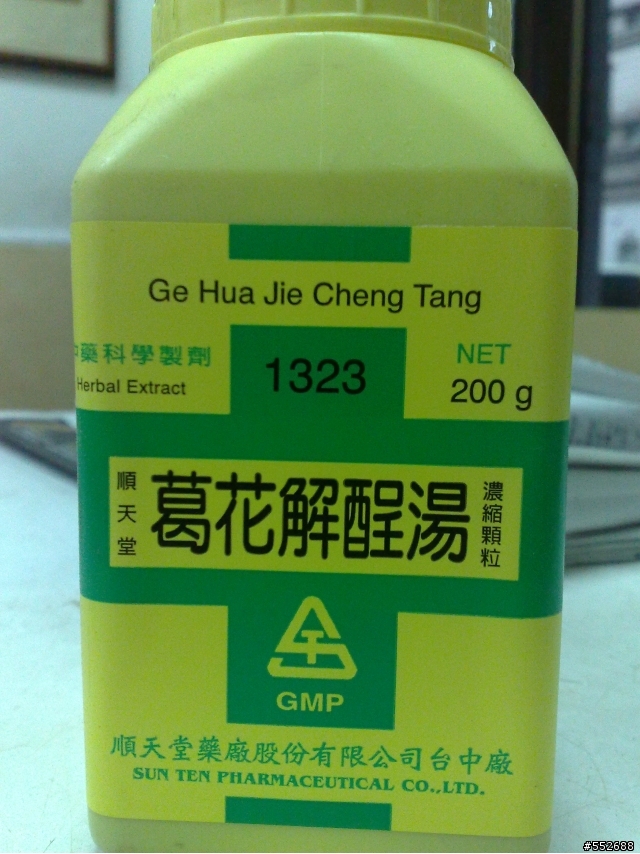 Ge Hua Jie Cheng Tang
中藥科學製劑
Herbal Extract
1323
NET
200 g
順天堂
葛花解酲湯
濃縮顆粒
GMP
順天堂藥廠股份有限公司台中廠
SUN TEN PHARMACEUTICAL CO.,LTD.
#552688